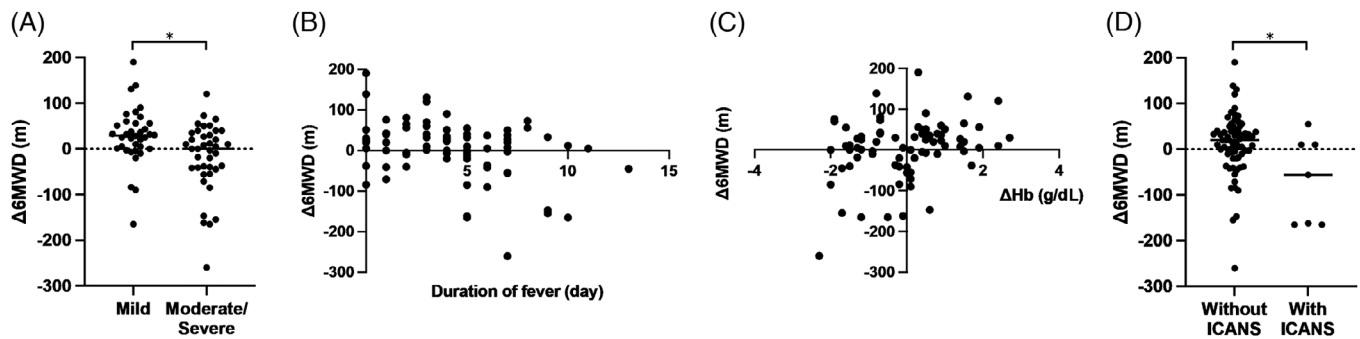 (A)
*
200
100
0
-100
-200
-300
Δ6MWD (m)
Mild
Moderate/
Severe
(B)
200
100
0
-100
-200
-300
Δ6MWD (m)
5
10
15
Duration of fever (day)
(C)
200
100
0
-100
-200
-300
Δ6MWD (m)
-4
-2
2
4
ΔHb (g/dL)
(D)
*
200
100
0
-100
-200
-300
Δ6MWD (m)
Without
ICANS
With
ICANS